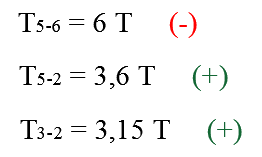 T5-6 = 6 T (-)
T5-2 = 3,6 T (+)
T3-2 = 3,15 T (+)